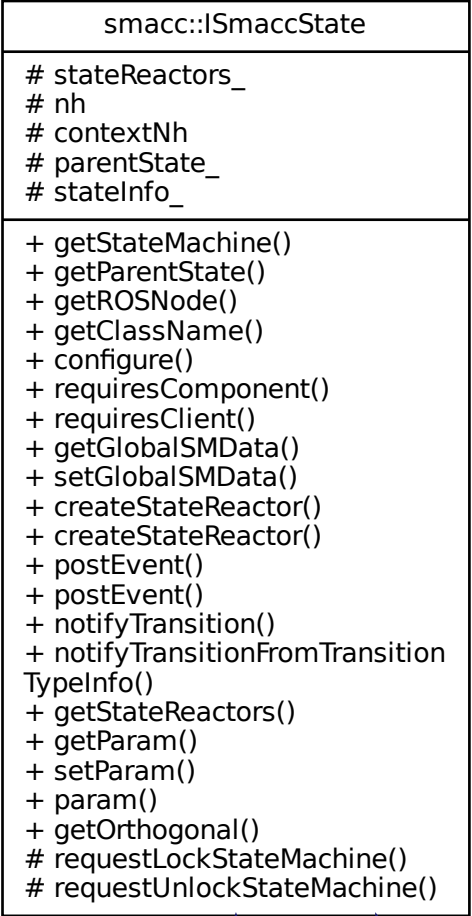 smacc::ISmaccState
# stateReactors_
# nh
# contextNh
# parentState_
# stateInfo_
+ getStateMachine()
+ getParentState()
+ getROSNode()
+ getClassName()
+ configure()
+ requiresComponent()
+ requiresClient()
+ getGlobalSMData()
+ setGlobalSMData()
+ createStateReactor()
+ createStateReactor()
+ postEvent()
+ postEvent()
+ notifyTransition()
+ notifyTransitionFromTransition
TypeInfo()
+ getStateReactors()
+ getParam()
+ setParam()
+ param()
+ getOrthogonal()
# requestLockStateMachine()
# requestUnlockStateMachine()